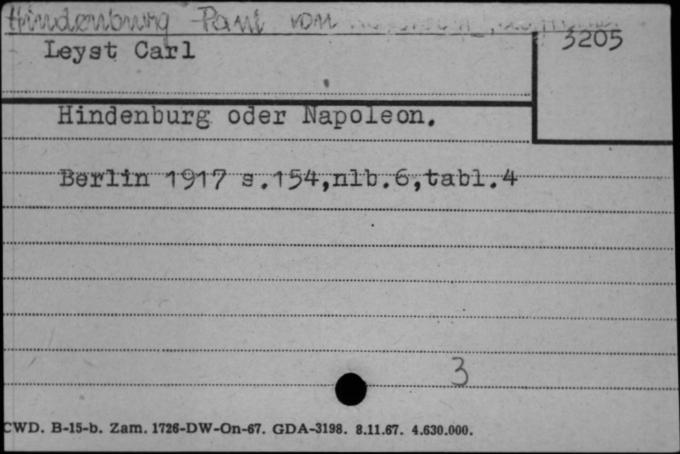 Hindenburg Paul von
3205
Leyst Carl
Hindenburg oder Napoleon.
Berlin 1917 s.154,nlb.6,tabl.4
3
CWD. B-15-b. Zam. 1726-DW-On-67. GDA-3198. 8.11.67. 4.630.000.